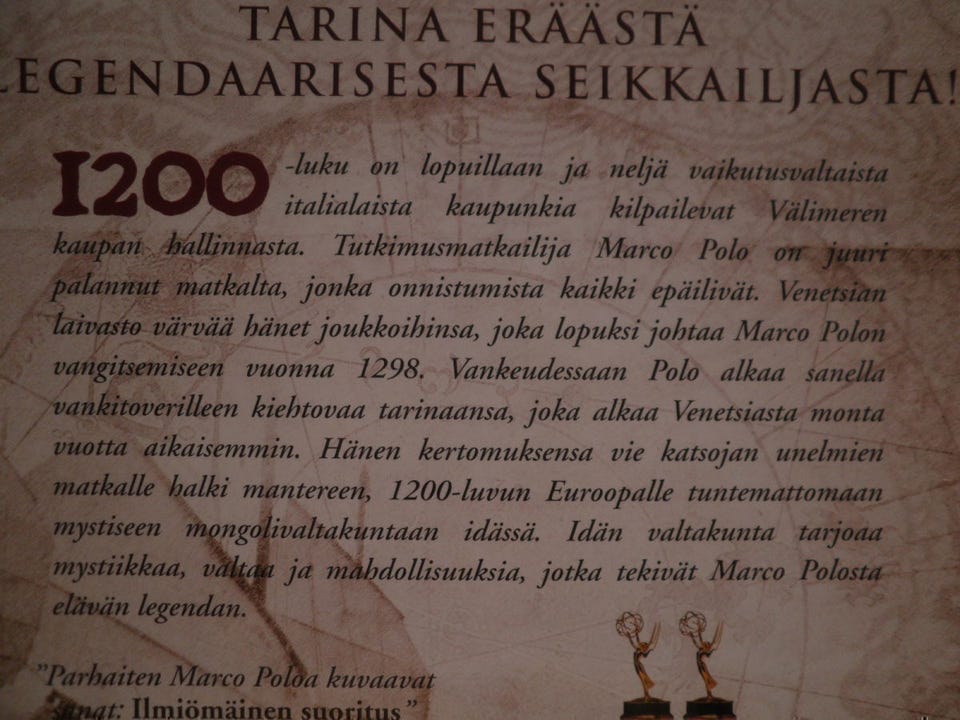 TARINA ERÄÄSTÄ
LEGENDAARISESTA SEIKKAILJASTA!
1200-luku on lopuillaan ja neljä vaikutusvaltaista
italialaista kaupunkia kilpailevat Välimeren
kaupan hallinnasta. Tutkimusmatkailija Marco Polo on juuri
palannut matkalta, jonka onnistumista kaikki epäilivät. Venetsian
laivasto värvää hänet joukkoihinsa, joka lopuksi johtaa Marco Polon
vangitsemiseen vuonna 1298. Vankeudessaan Polo alkaa sanella
vankitoverilleen kiehtovaa tarinaansa, joka alkaa Venetsiasta monta
vuotta aikaisemmin. Hänen kertomuksensa vie katsojan unelmien
matkalle halki mantereen, 1200-luvun Euroopalle tuntemattomaan
mystiseen mongolivaltakuntaan idässä. Idän valtakunta tarjoaa
mystiikkaa, valtaa ja mahdollisuuksia, jotka tekivät Marco Polosta
elävän legendan.
"Parhaiten Marco Poloa kuvaavat
sanat: Ilmiömäinen suoritus"